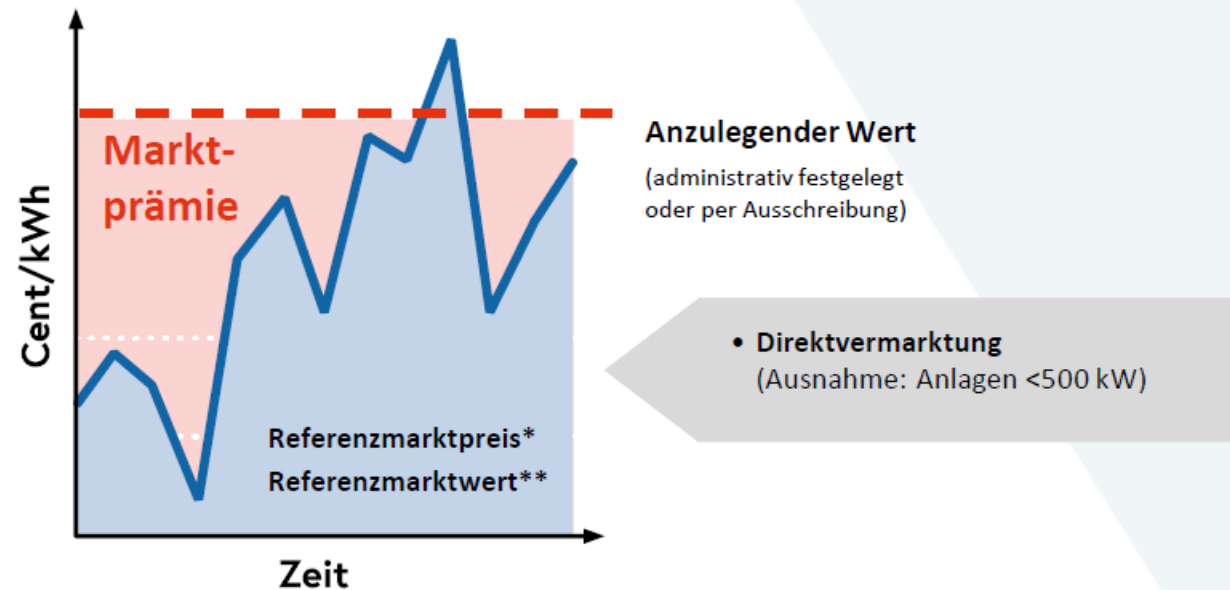 Markt-
prämie
Cent/kWh
Referenzmarktpreis*
Referenzmarktwert**
Zeit
Anzulegender Wert
(administrativ festgelegt
oder per Ausschreibung)
• Direktvermarktung
(Ausnahme: Anlagen <500 kW)